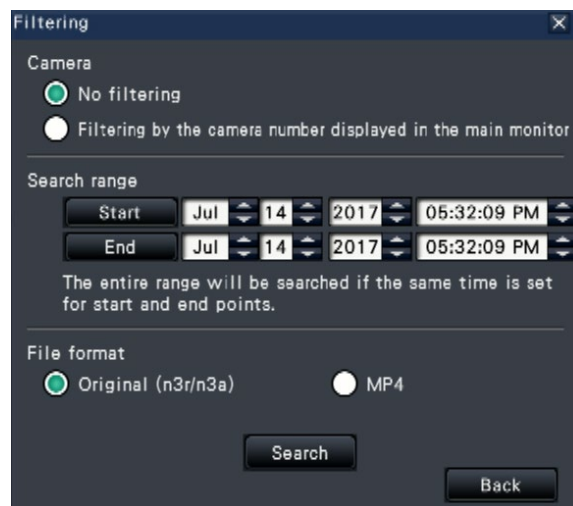 Filtering
Camera
No filtering
Filtering by the camera number displayed in the main monitor
Search range
Start Jul 14 2017 05:32:09 PM
End Jul 14 2017 05:32:09 PM
The entire range will be searched if the same time is set
for start and end points.
File format
Original (n3r/n3a) MP4
Search
Back